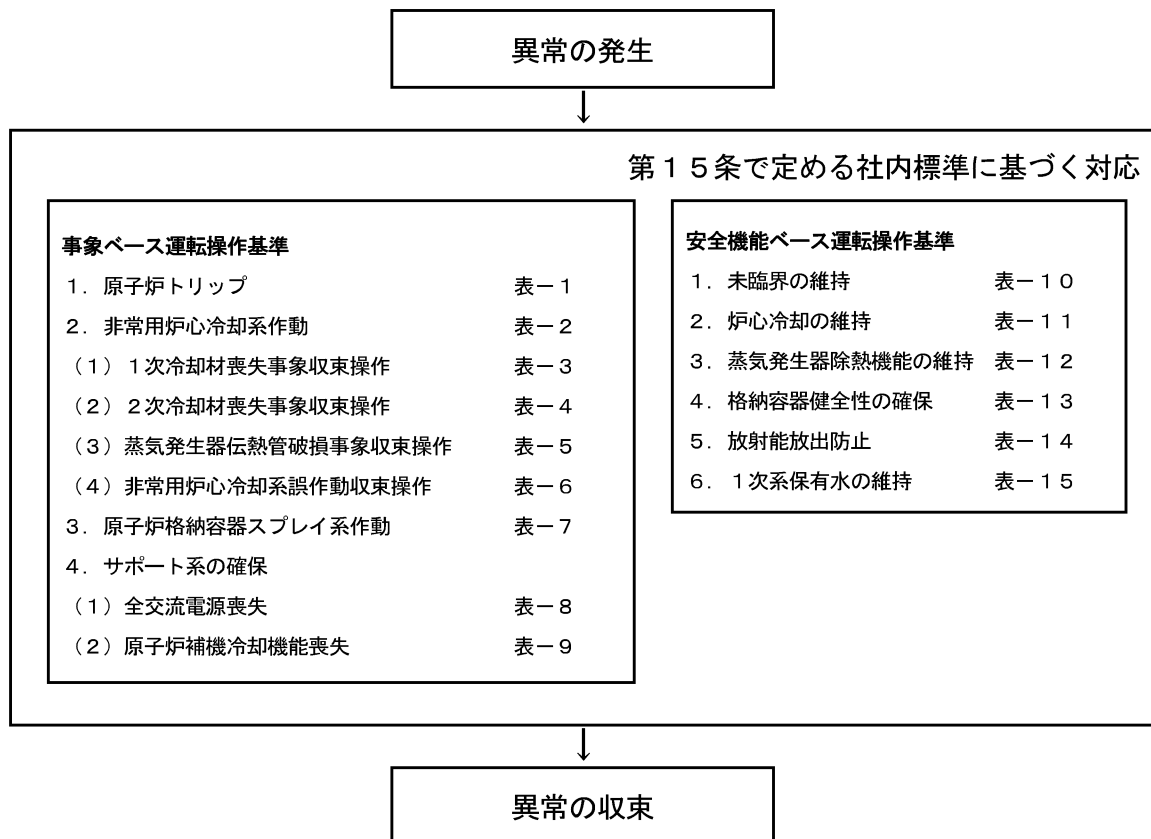 異常の発生
↓
第15条で定める社内標準に基づく対応
事象ベース運転操作基準
1．原子炉トリップ 表－1
2．非常用炉心冷却系作動 表－2
（1）1次冷却材喪失事象収束操作 表－3
（2）2次冷却材喪失事象収束操作 表－4
（3）蒸気発生器伝熱管破損事象収束操作 表－5
（4）非常用炉心冷却系誤作動収束操作 表－6
3．原子炉格納容器スプレイ系作動 表－7
4．サポート系の確保
（1）全交流電源喪失 表－8
（2）原子炉補機冷却機能喪失 表－9
安全機能ベース運転操作基準
1．未臨界の維持 表－10
2．炉心冷却の維持 表－11
3．蒸気発生器除熱機能の維持 表－12
4．格納容器健全性の確保 表－13
5．放射能放出防止 表－14
6．1次系保有水の維持 表－15
↓
異常の収束